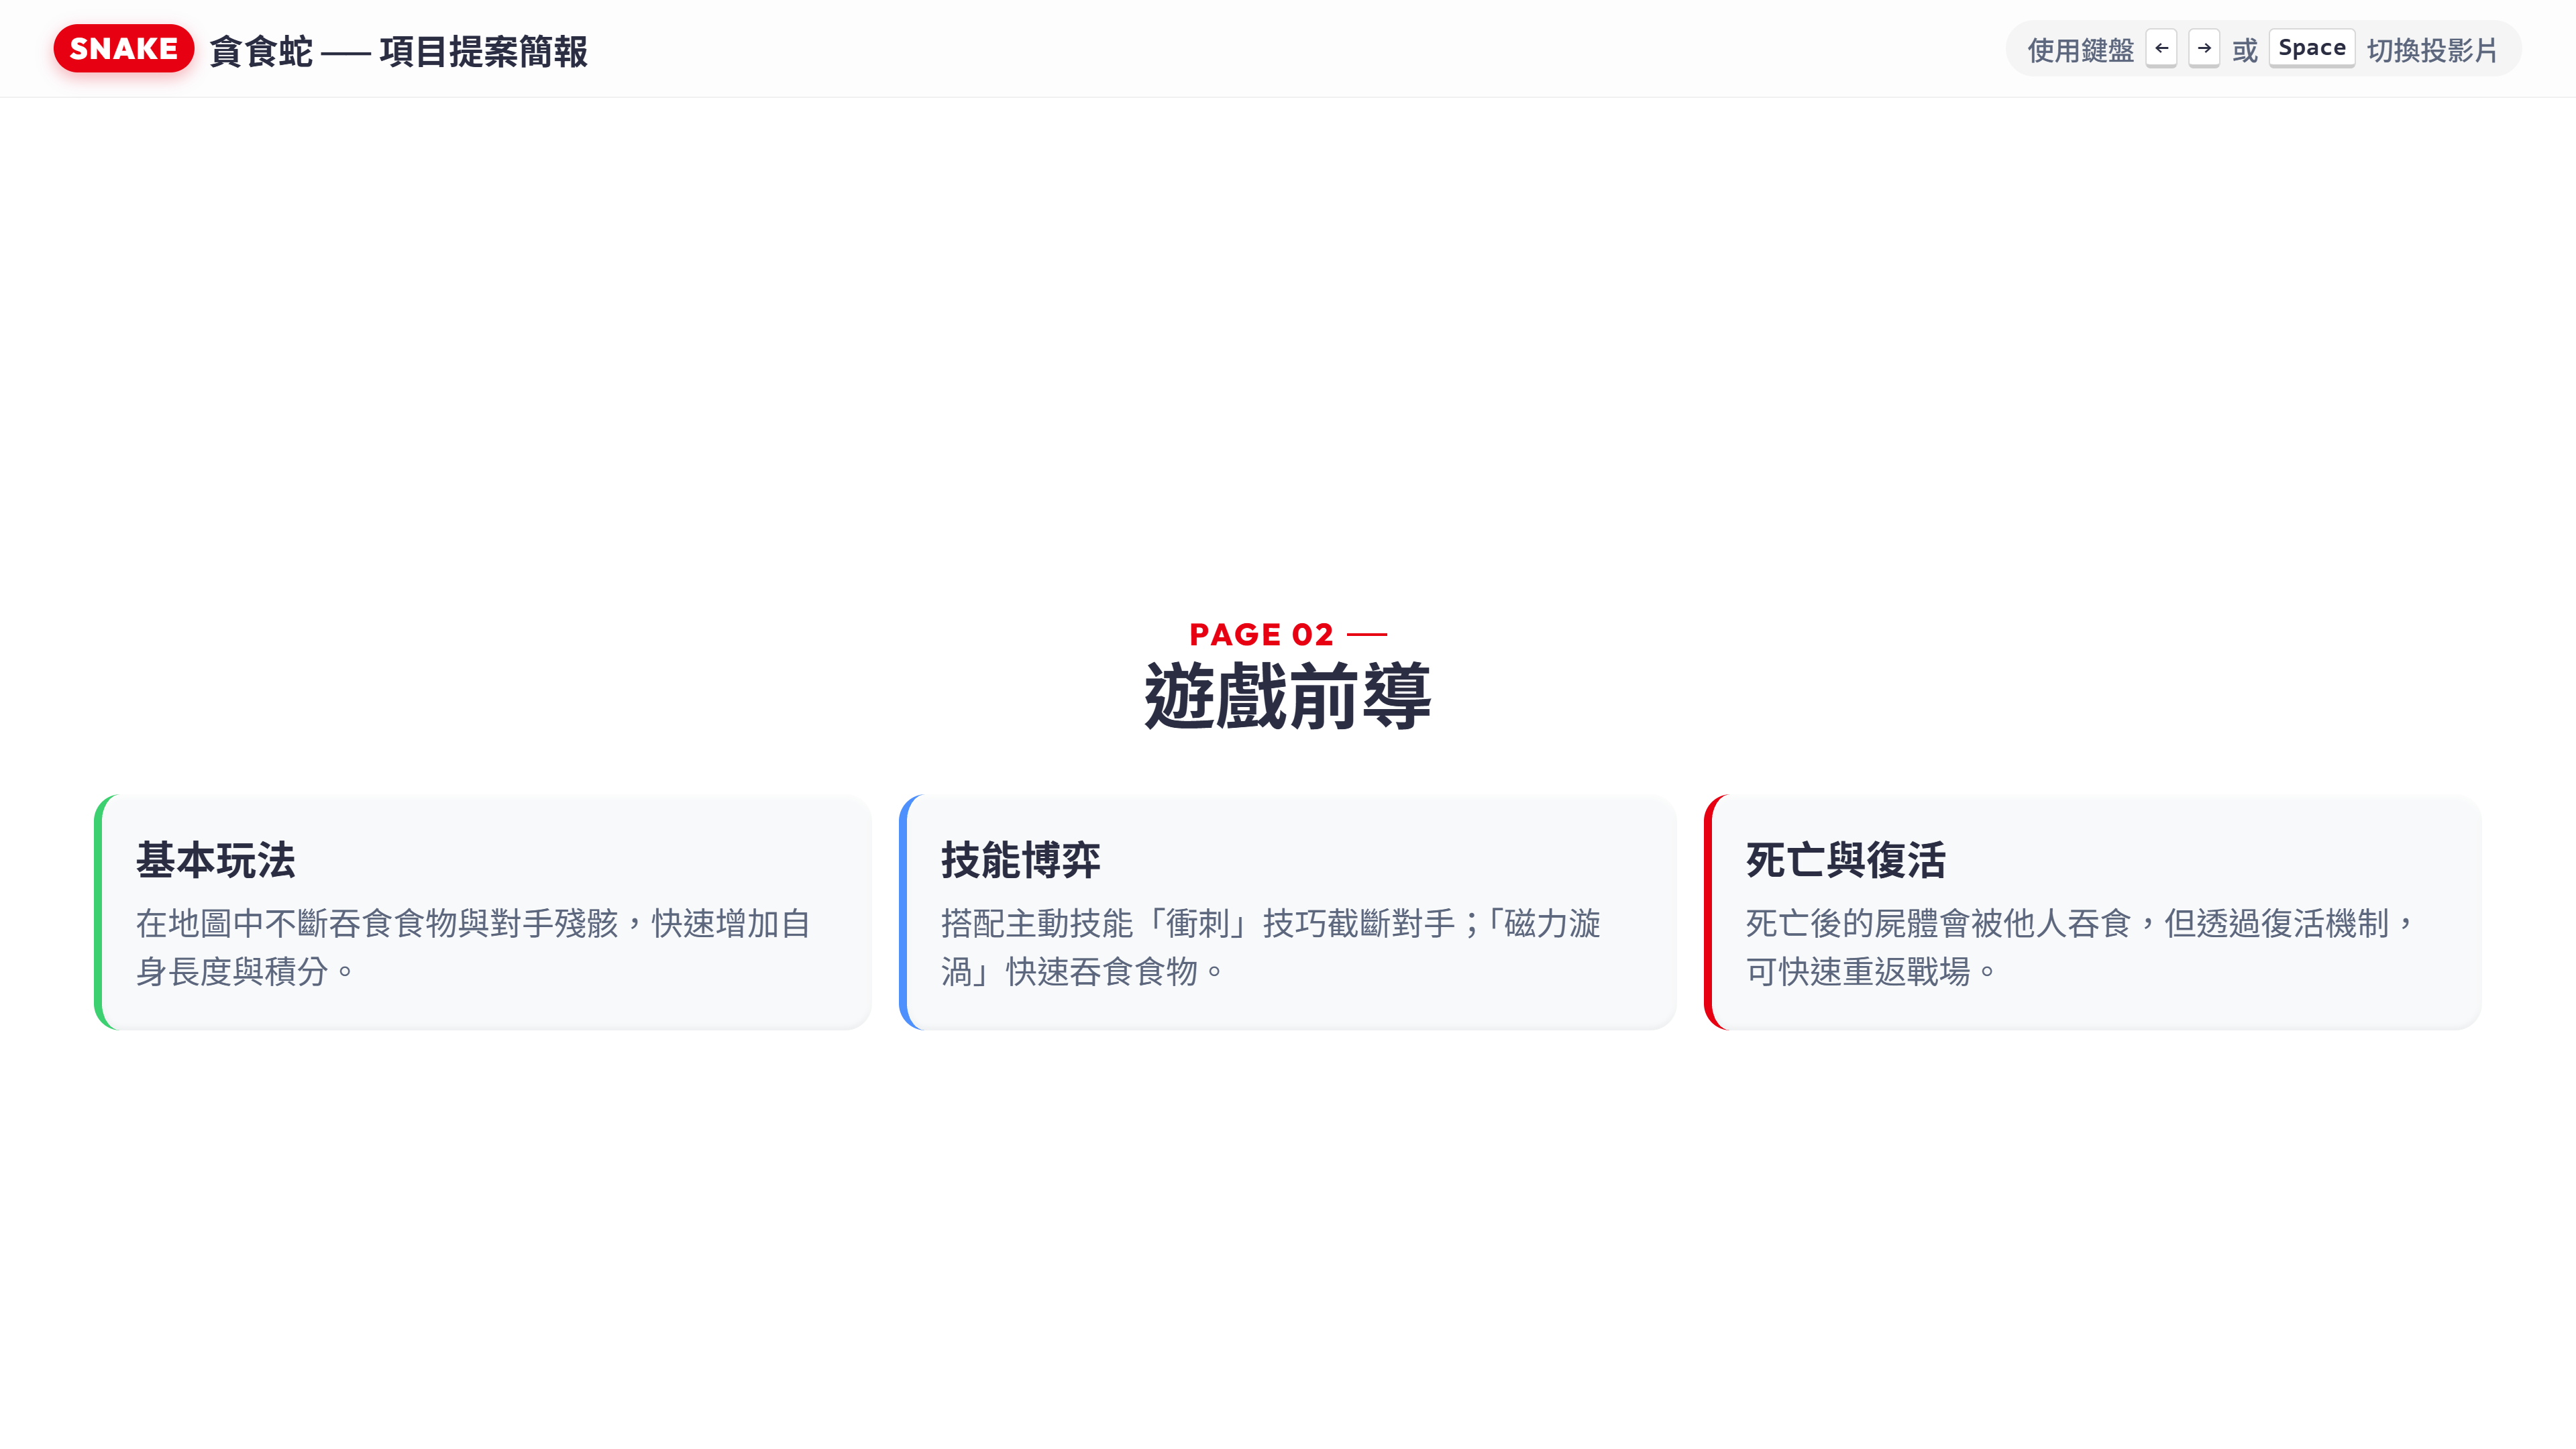 SNAKE 貪食蛇 —— 項目提案簡報
使用鍵盤 ← → 或 Space 切換投影片
PAGE 02 —
遊戲前導
基本玩法
在地圖中不斷吞食食物與對手殘骸，快速增加自
身長度與積分。
技能博弈
搭配主動技能「衝刺」技巧截斷對手；「磁力漩
渦」快速吞食食物。
死亡與復活
死亡後的屍體會被他人吞食，但透過復活機制，
可快速重返戰場。